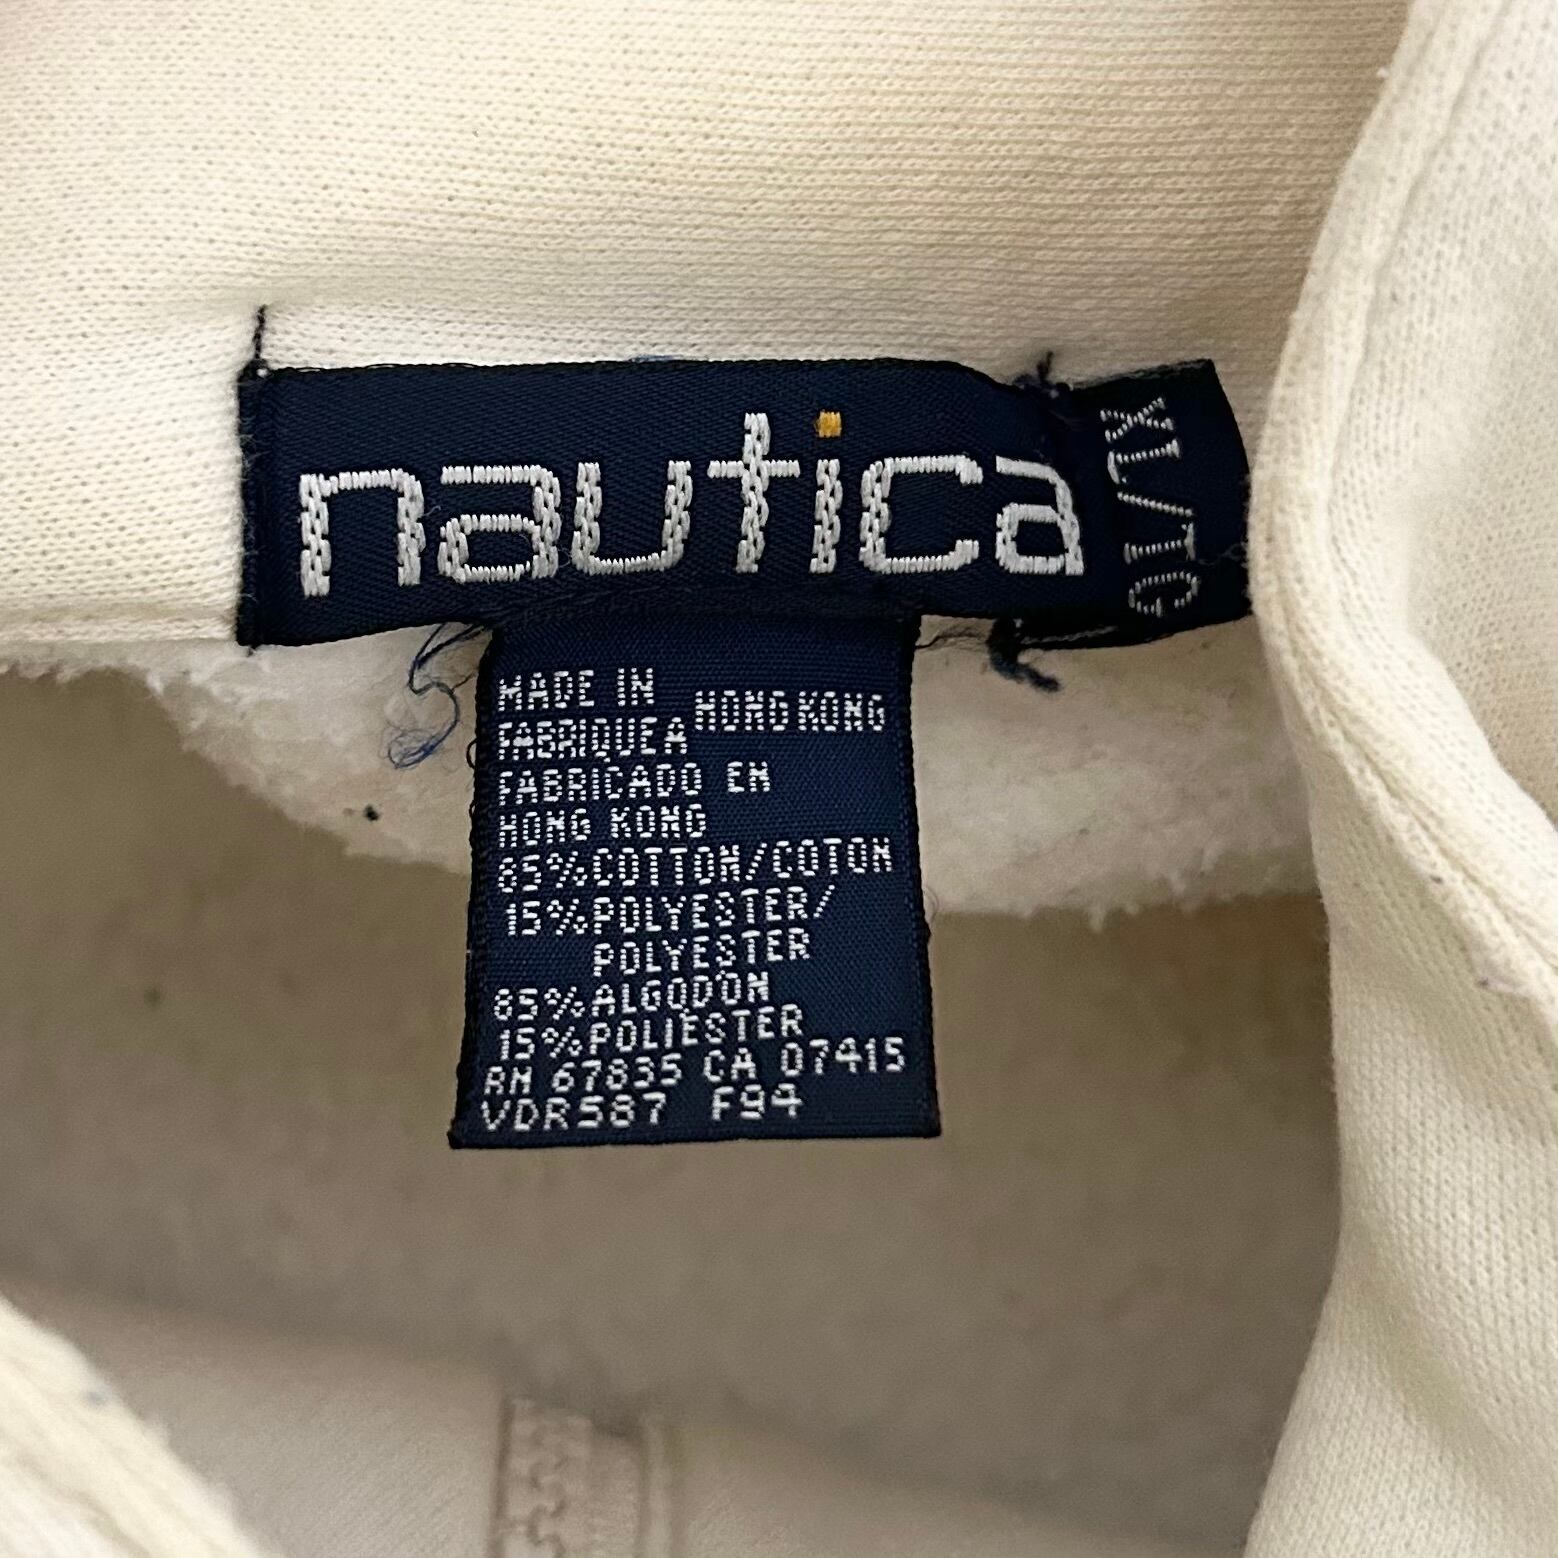 nautica
XL/TG
MADE IN
FABRIQUE A HONG KONG
FABRICADO EN
HONG KONG
85% COTTON/COTON
15% POLYESTER/
POLYESTER
85% ALGODON
15% POLIESTER
RN 67835 CA 07415
VDR587 F94